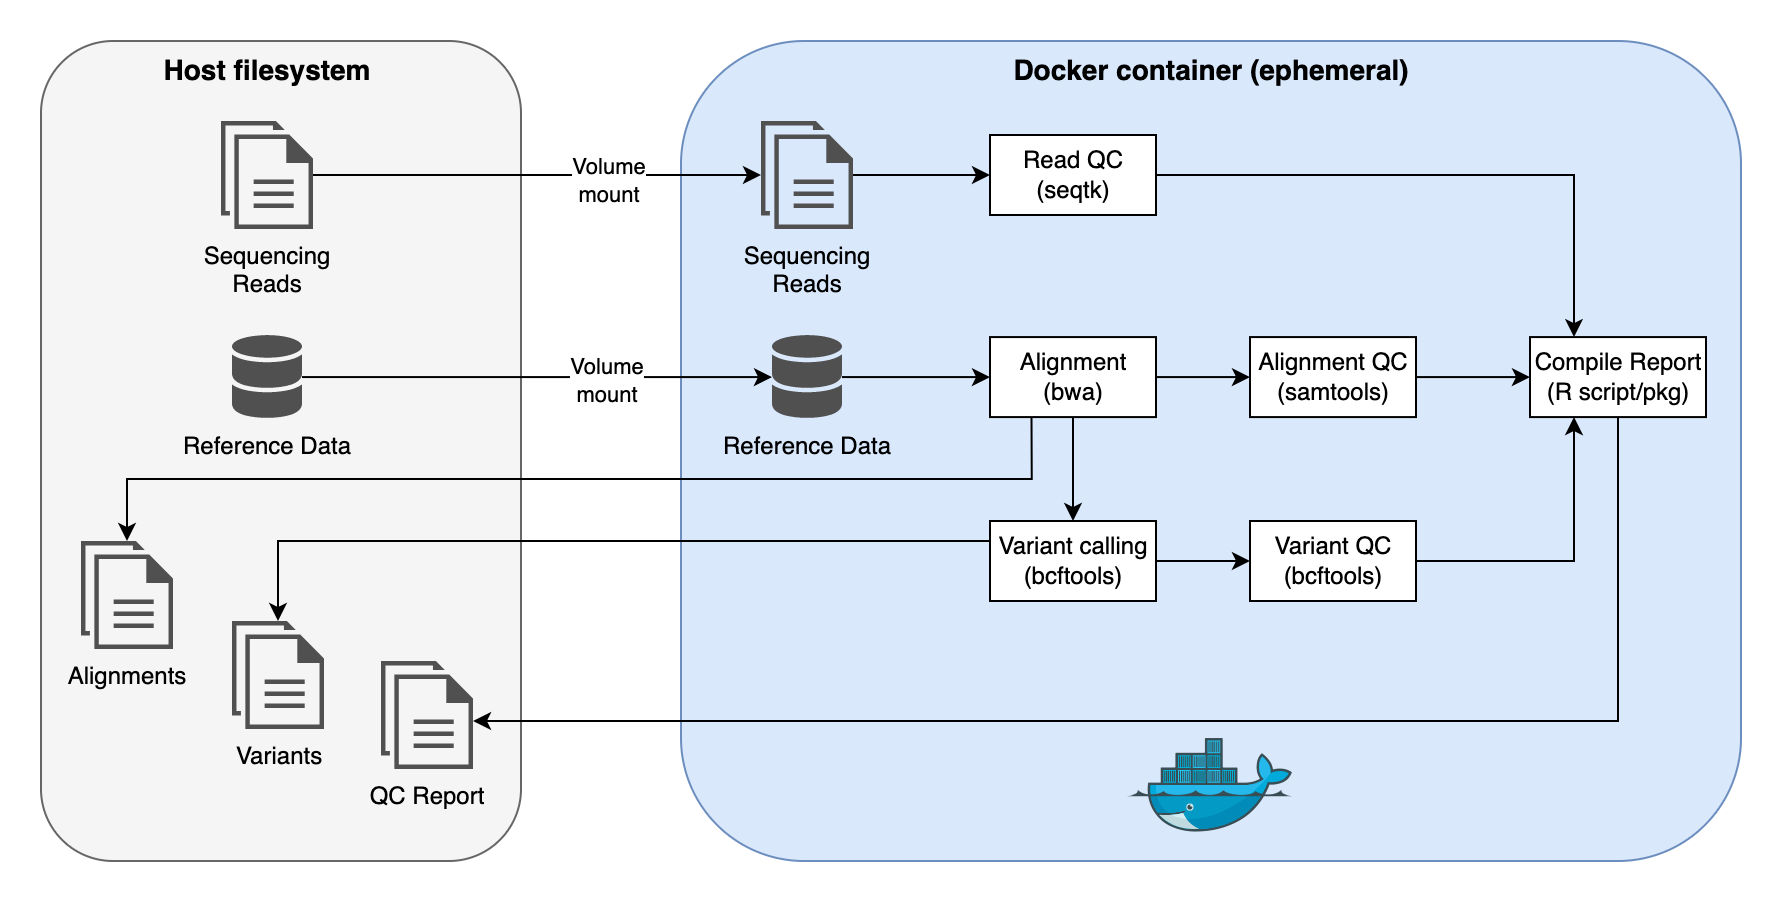 Host filesystem
Docker container (ephemeral)
Sequencing
Reads
Volume
mount
Sequencing
Reads
Read QC
(seqtk)
Reference Data
Volume
mount
Reference Data
Alignment
(bwa)
Alignment QC
(samtools)
Compile Report
(R script/pkg)
Variant calling
(bcftools)
Variant QC
(bcftools)
Alignments
Variants
QC Report